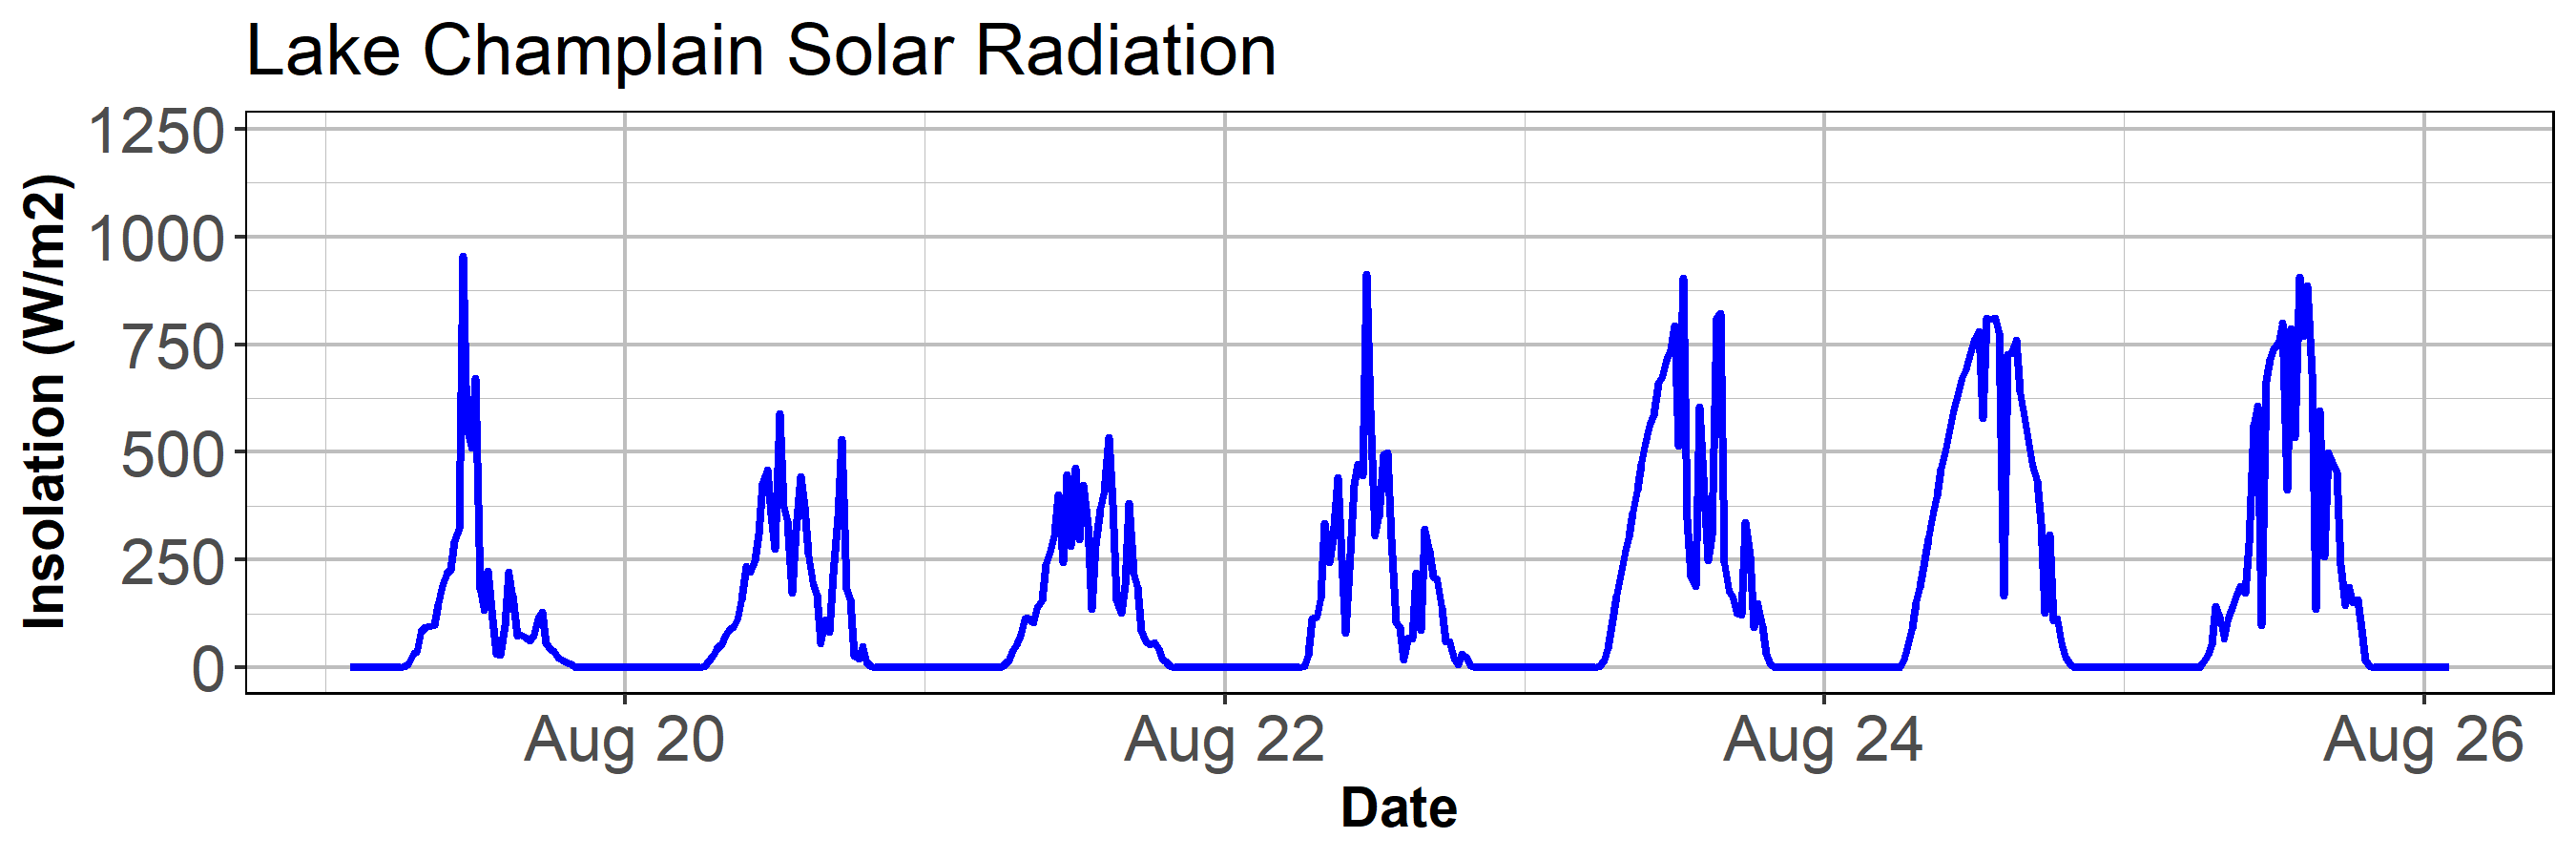 Lake Champlain Solar Radiation
Insolation (W/m2)
1250
1000
750
500
250
0
Aug 20 Aug 22 Aug 24 Aug 26
Date